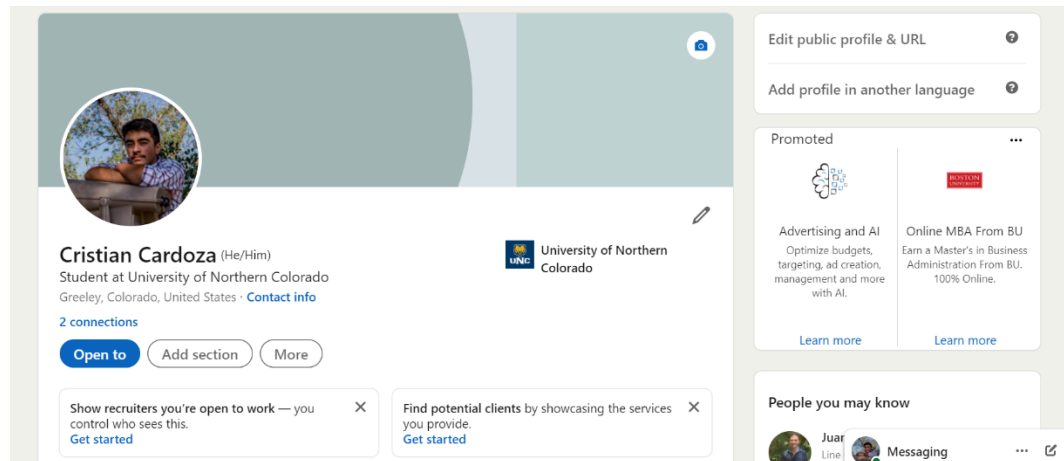 Cristian Cardoza (He/Him)
Student at University of Northern Colorado
Greeley, Colorado, United States · Contact info
2 connections
Open to
Add section
More
UNC
University of Northern
Colorado
Show recruiters you're open to work — you
control who sees this.
Get started
Find potential clients by showcasing the services
you provide.
Get started
Edit public profile & URL
Add profile in another language
Promoted
Advertising and AI
Optimize budgets,
targeting, ad creation,
management and more
with AI.
Learn more
BOSTON
UNIVERSITY
Online MBA From BU
Earn a Master's in Business
Administration From BU.
100% Online.
Learn more
People you may know
Line
Messaging